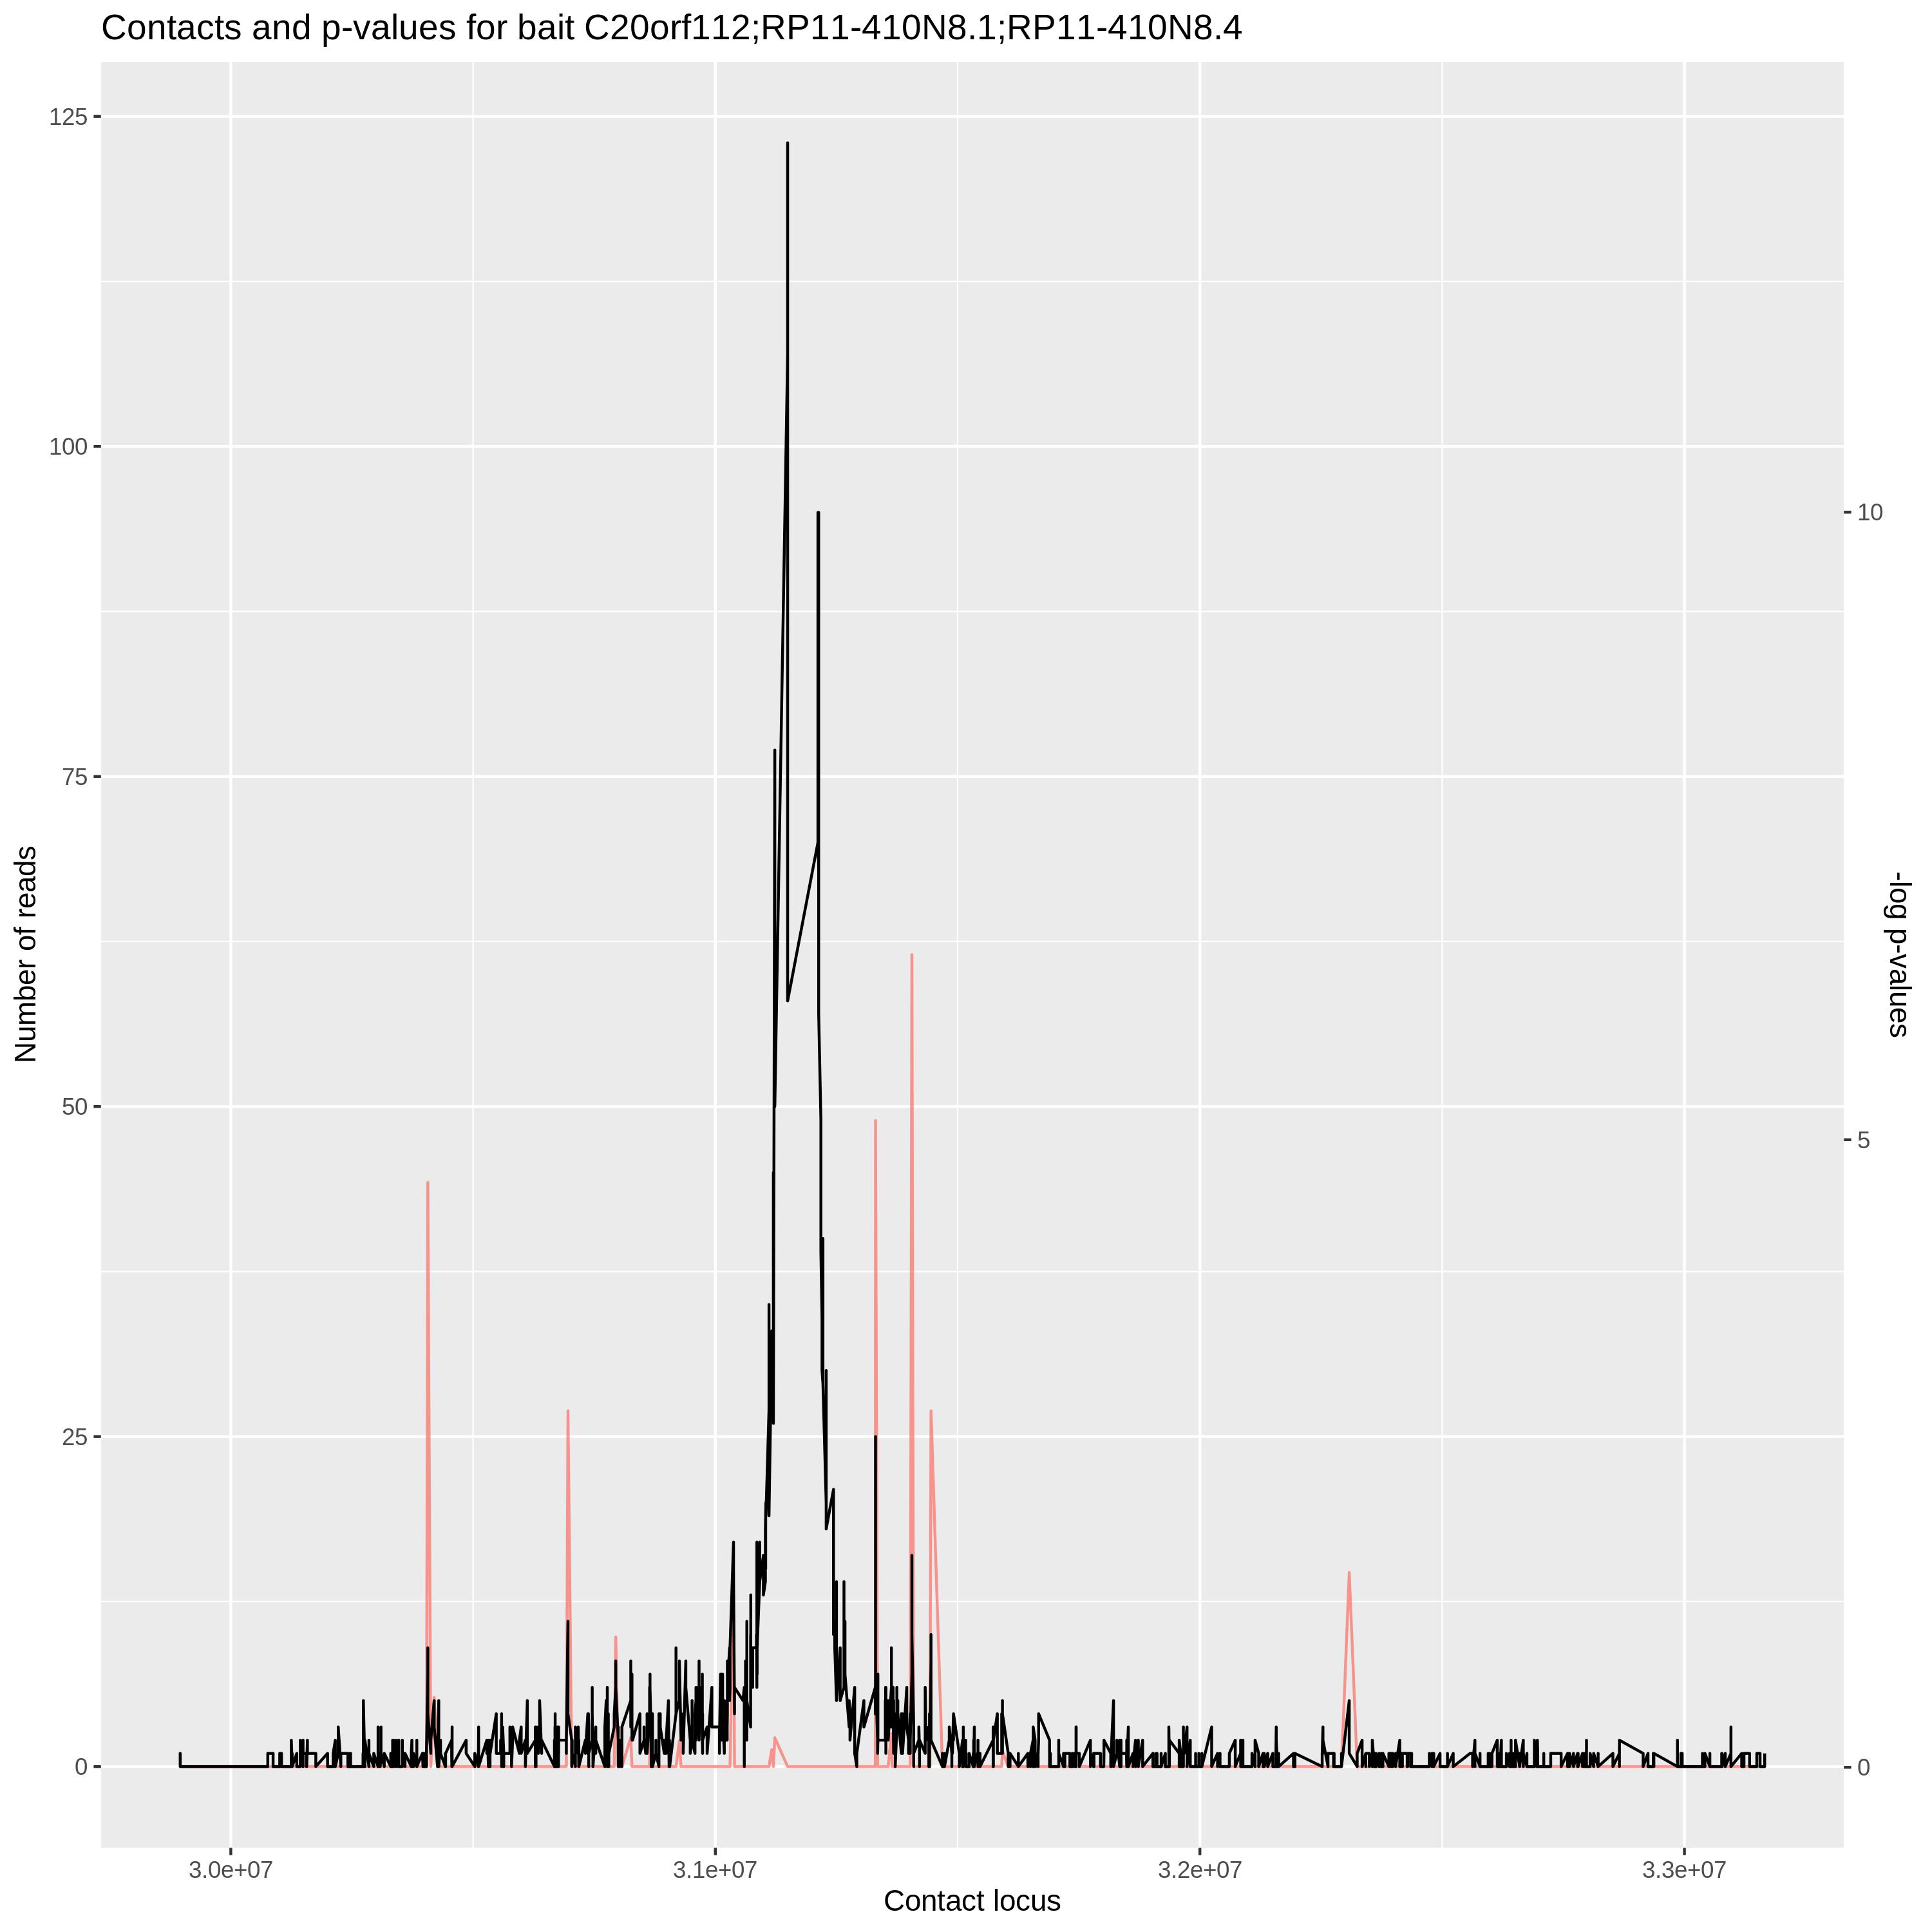 Contacts and p-values for bait C20orf112;RP11-410N8.1;RP11-410N8.4
125
100
75
50
25
0
Number of reads
10
5
0
-log p-values
3.0e+07
3.1e+07
3.2e+07
3.3e+07
Contact locus